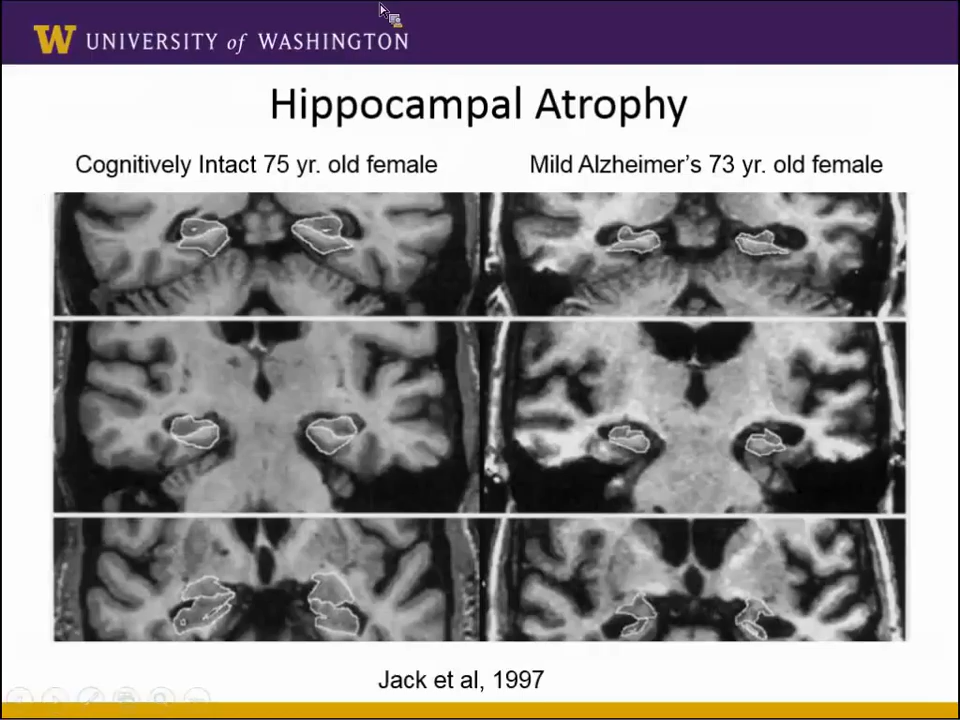 W UNIVERSITY of WASHINGTON
Hippocampal Atrophy
Cognitively Intact 75 yr. old female
Mild Alzheimer's 73 yr. old female
Jack et al, 1997